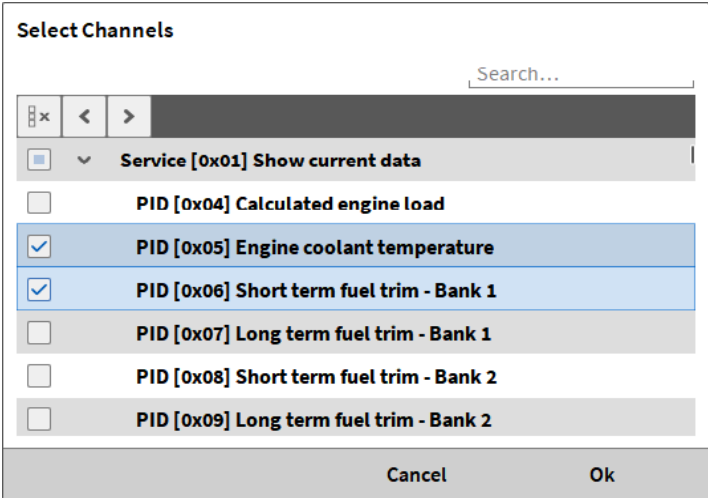 Select Channels
Search...
Service [0x01] Show current data
PID [0x04] Calculated engine load
PID [0x05] Engine coolant temperature
PID [0x06] Short term fuel trim - Bank 1
PID [0x07] Long term fuel trim - Bank 1
PID [0x08] Short term fuel trim - Bank 2
PID [0x09] Long term fuel trim - Bank 2
Cancel Ok